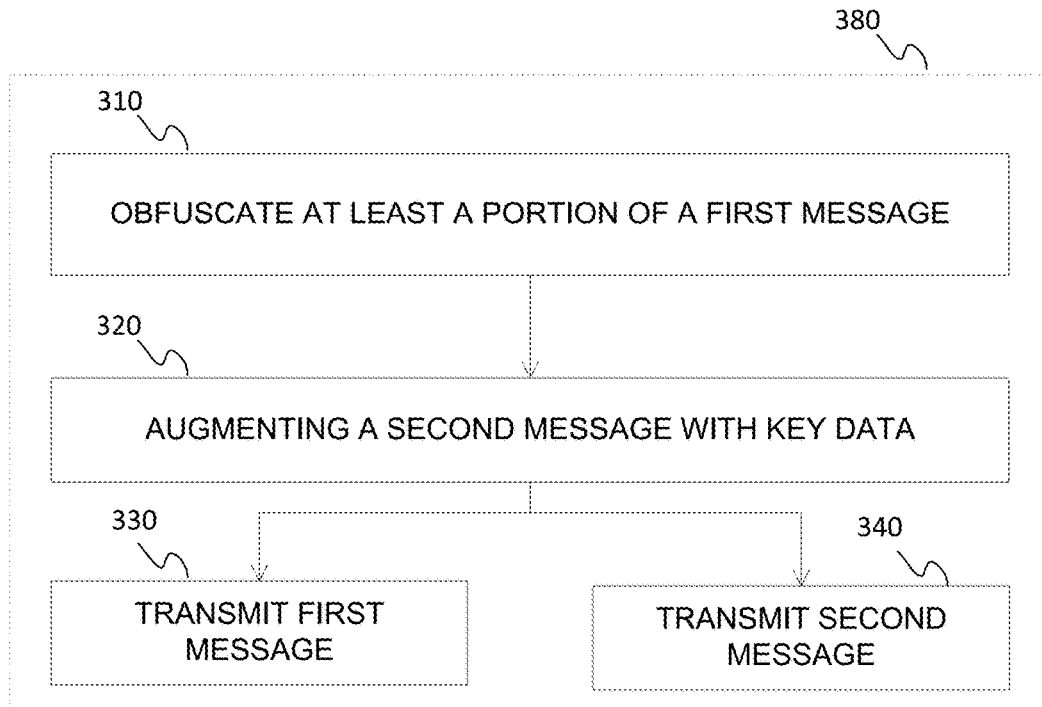 380
310
OBFUSCATE AT LEAST A PORTION OF A FIRST MESSAGE
320
AUGMENTING A SECOND MESSAGE WITH KEY DATA
330
340
TRANSMIT FIRST
MESSAGE
TRANSMIT SECOND
MESSAGE